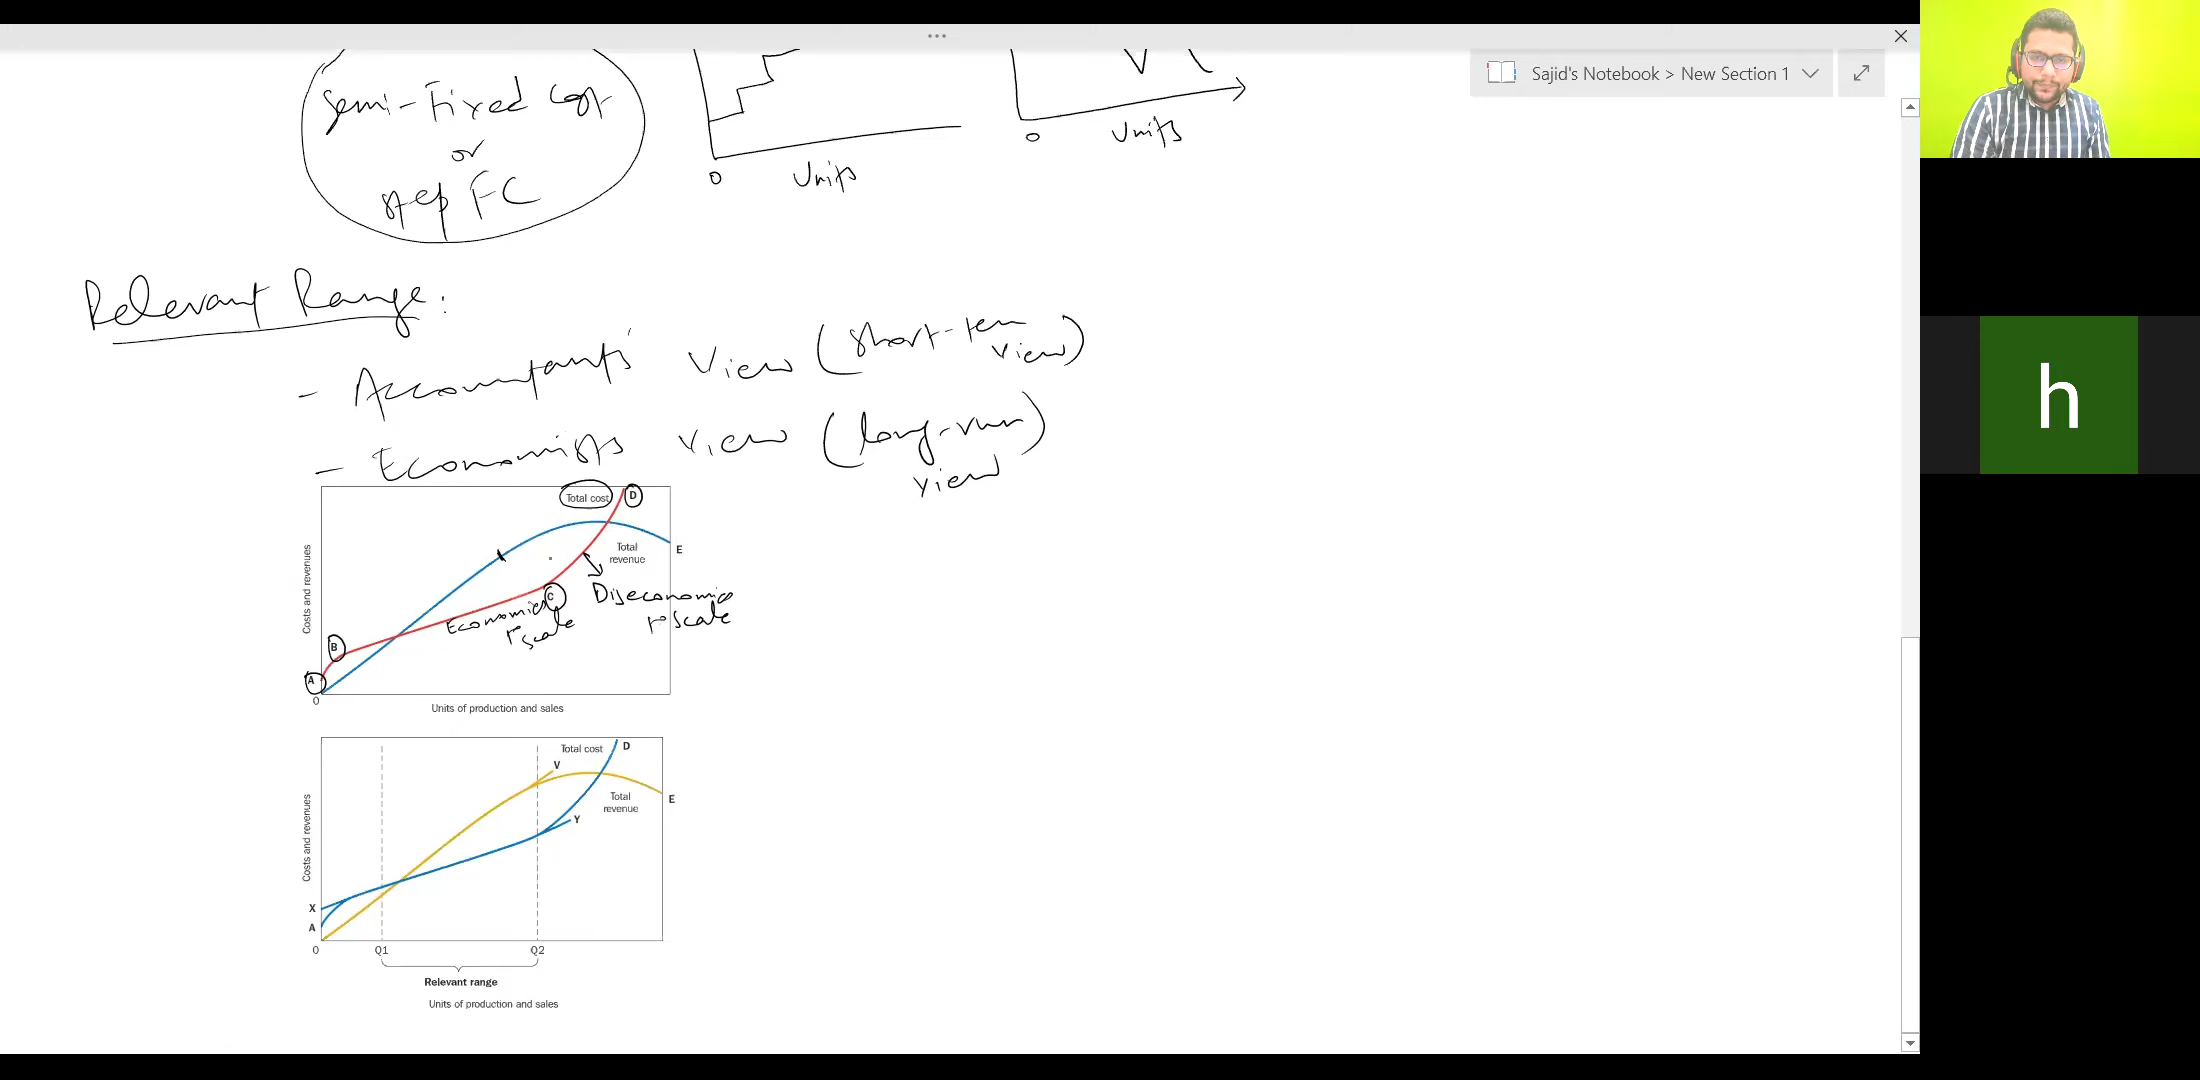 Sajid's Notebook > New Section 1
Semi-Fixed Cost
or
step FC
0
Units
0
Units
Relevant Range:
- Accountants' View (short-term
view)
- Economists View (long-run)
view
Total cost
D
Total
revenue
E
Costs and revenues
C
Economies
scale
Diseconomies
scale
B
A
0
Units of production and sales
Total cost
D
V
Total
revenue
E
Y
Costs and revenues
X
A
0
Q1
Q2
Relevant range
Units of production and sales
h